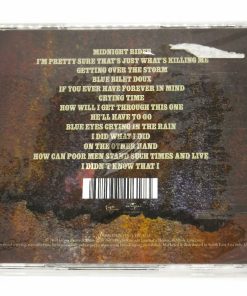 MIDNIGHT RIDER
I'M PRETTY SURE THAT'S JUST WHAT'S KILLING ME
GETTING OVER THE STORM
BLUE BILET DOUX
IF YOU EVER HAVE FOREVER IN MIND
CRYING TIME
HOW WILL I GET THROUGH THIS ONE
HE'LL HAVE TO GO
BLUE EYES CRYING IN THE RAIN
I DID WHAT I DID
ON THE OTHER HAND
HOW CAN POOR MEN STAND SUCH TIMES AND LIVE
I DIDN'T KNOW THAT I